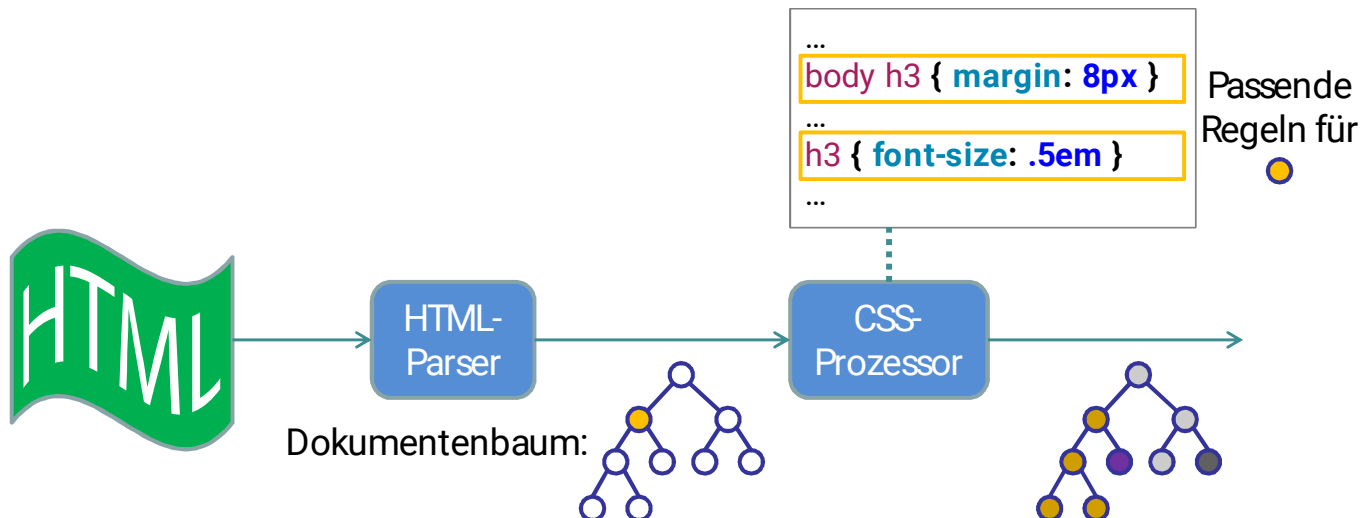 ...
body h3 { margin: 8px }
...
h3 { font-size: .5em }
...
Passende
Regeln für
HTML
HTML-
Parser
CSS-
Prozessor
Dokumentenbaum: